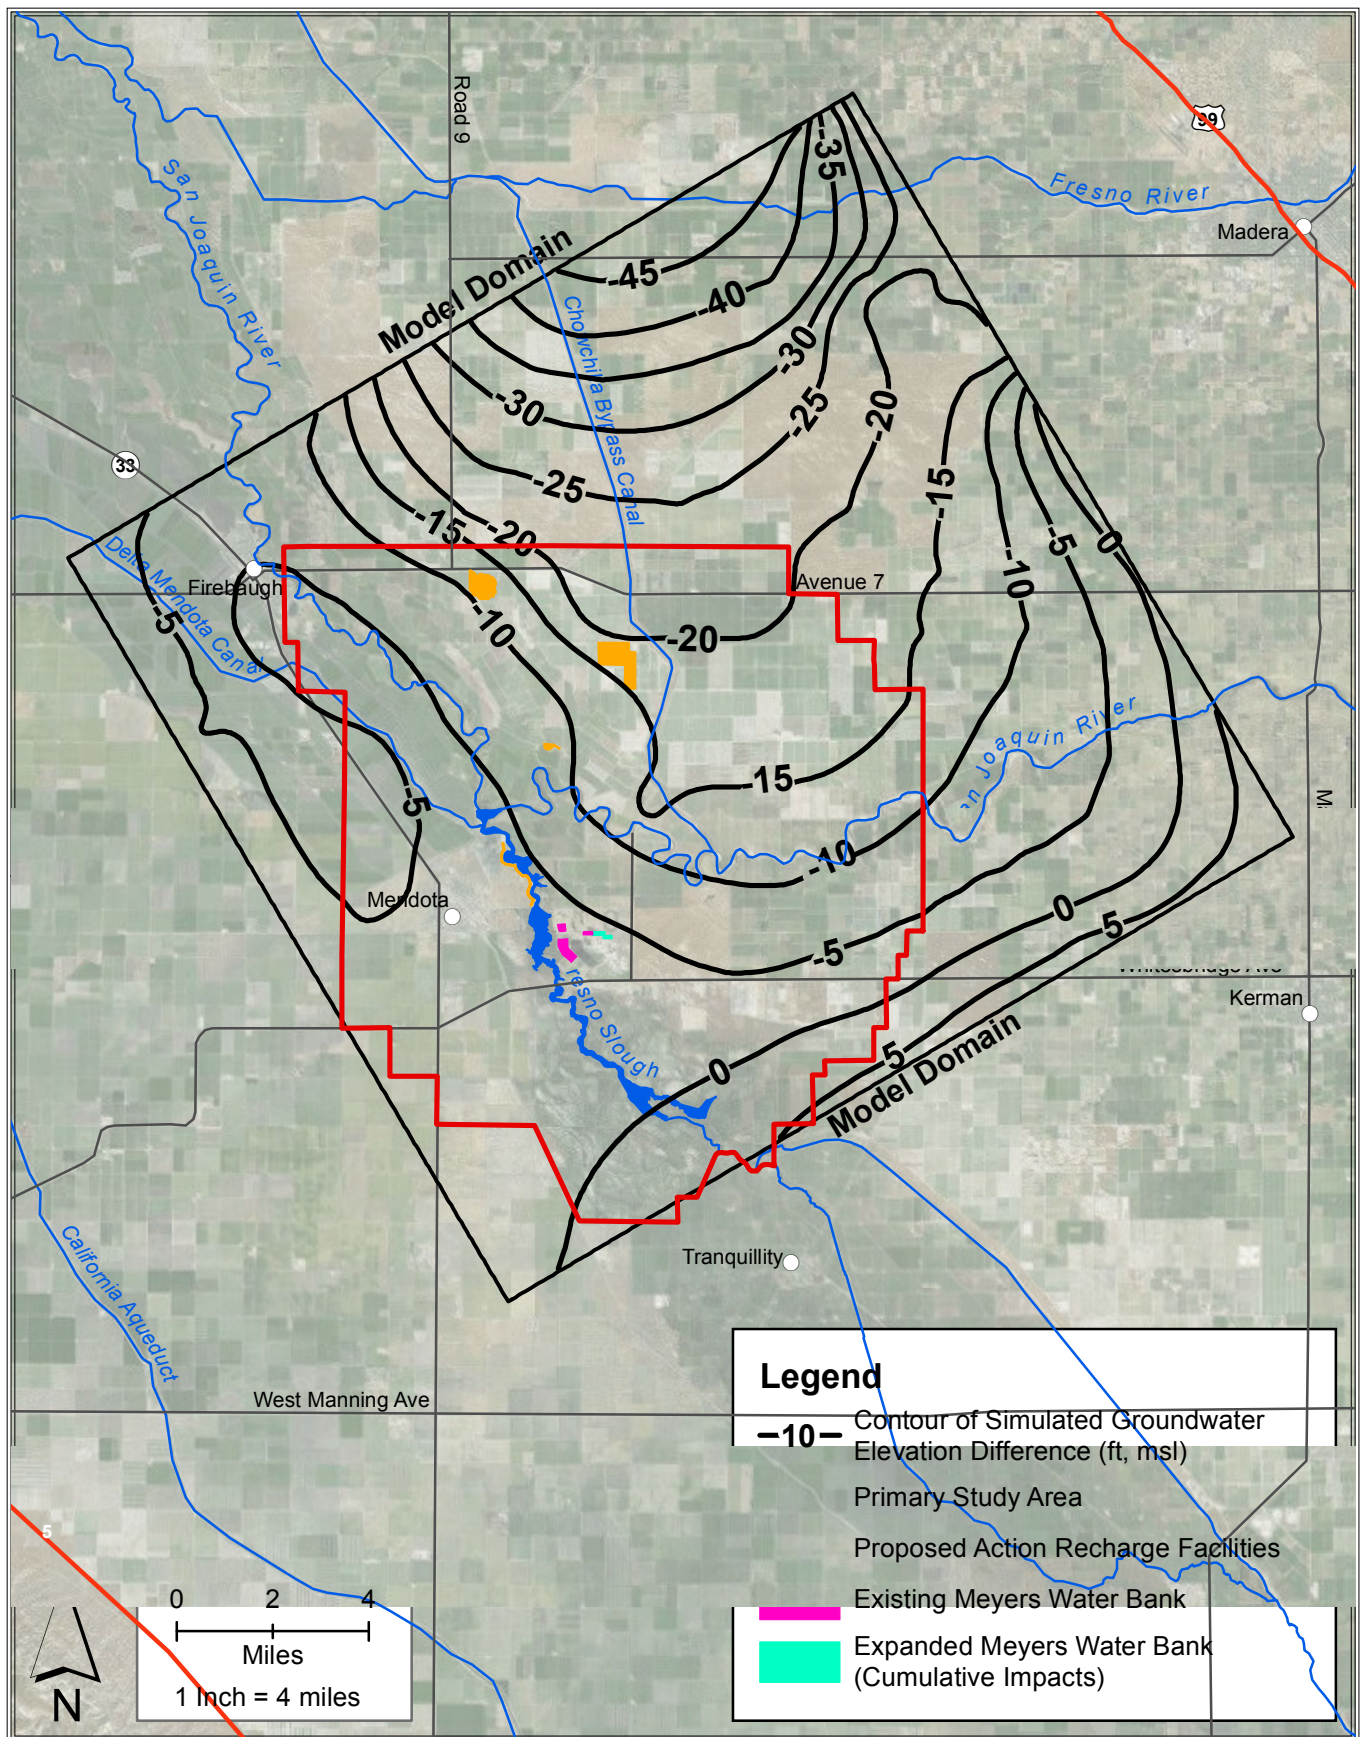 Road 9
99
San Joaquin River
Fresno River
Madera
-35
Model Domain
-45
-40
Chowchilla Bypass Canal
-30
-30
-25
-20
-25
33
-15
-15
-20
-5
0
Delta Mendota Canal
Firebaugh
Avenue 7
-10
-5
-10
-20
San Joaquin River
15
-5
-10
Mendota
0
5
-5
Kerman
Fresno Slough
0
5
Model Domain
Tranquillity
California Aqueduct
West Manning Ave
Legend
-10
Contour of Simulated Groundwater
Elevation Difference (ft, msl)
Primary Study Area
Proposed Action Recharge Facilities
Existing Meyers Water Bank
Expanded Meyers Water Bank
(Cumulative Impacts)
5
0 2 4
Miles
1 Inch = 4 miles
N